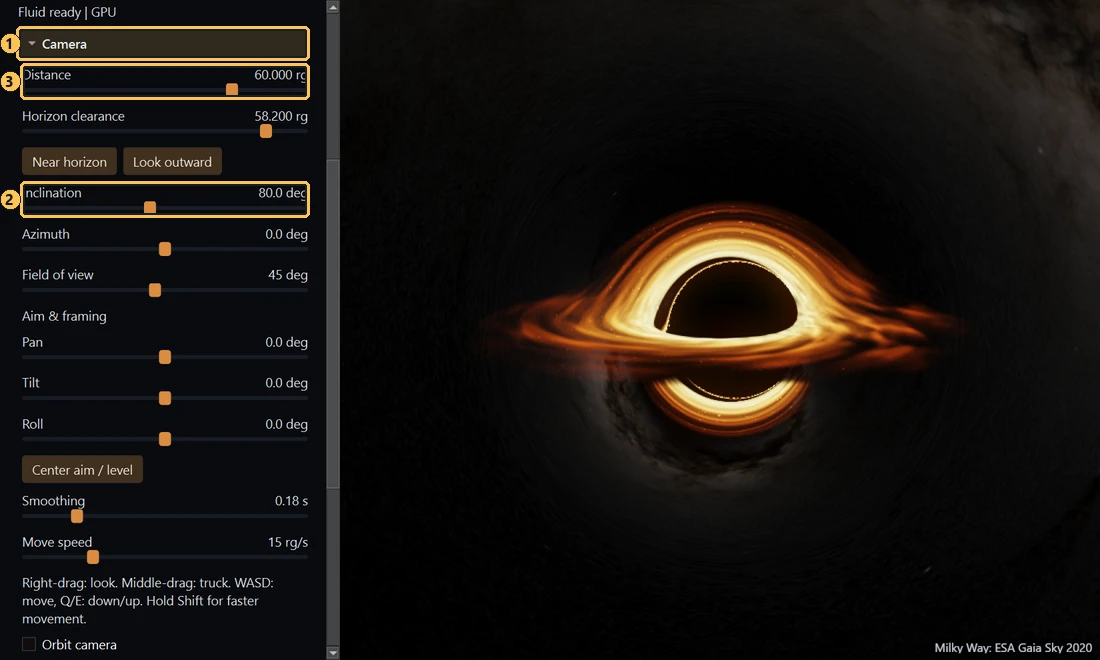 Fluid ready | GPU
1
Camera
3
Distance 60.000 rg
Horizon clearance 58.200 rg
Near horizon Look outward
2
nclination 80.0 deg
Azimuth 0.0 deg
Field of view 45 deg
Aim & framing
Pan 0.0 deg
Tilt 0.0 deg
Roll 0.0 deg
Center aim / level
Smoothing 0.18 s
Move speed 15 rg/s
Right-drag: look. Middle-drag: truck. WASD:
move, Q/E: down/up. Hold Shift for faster
movement.
Orbit camera
Milky Way: ESA Gaia Sky 2020